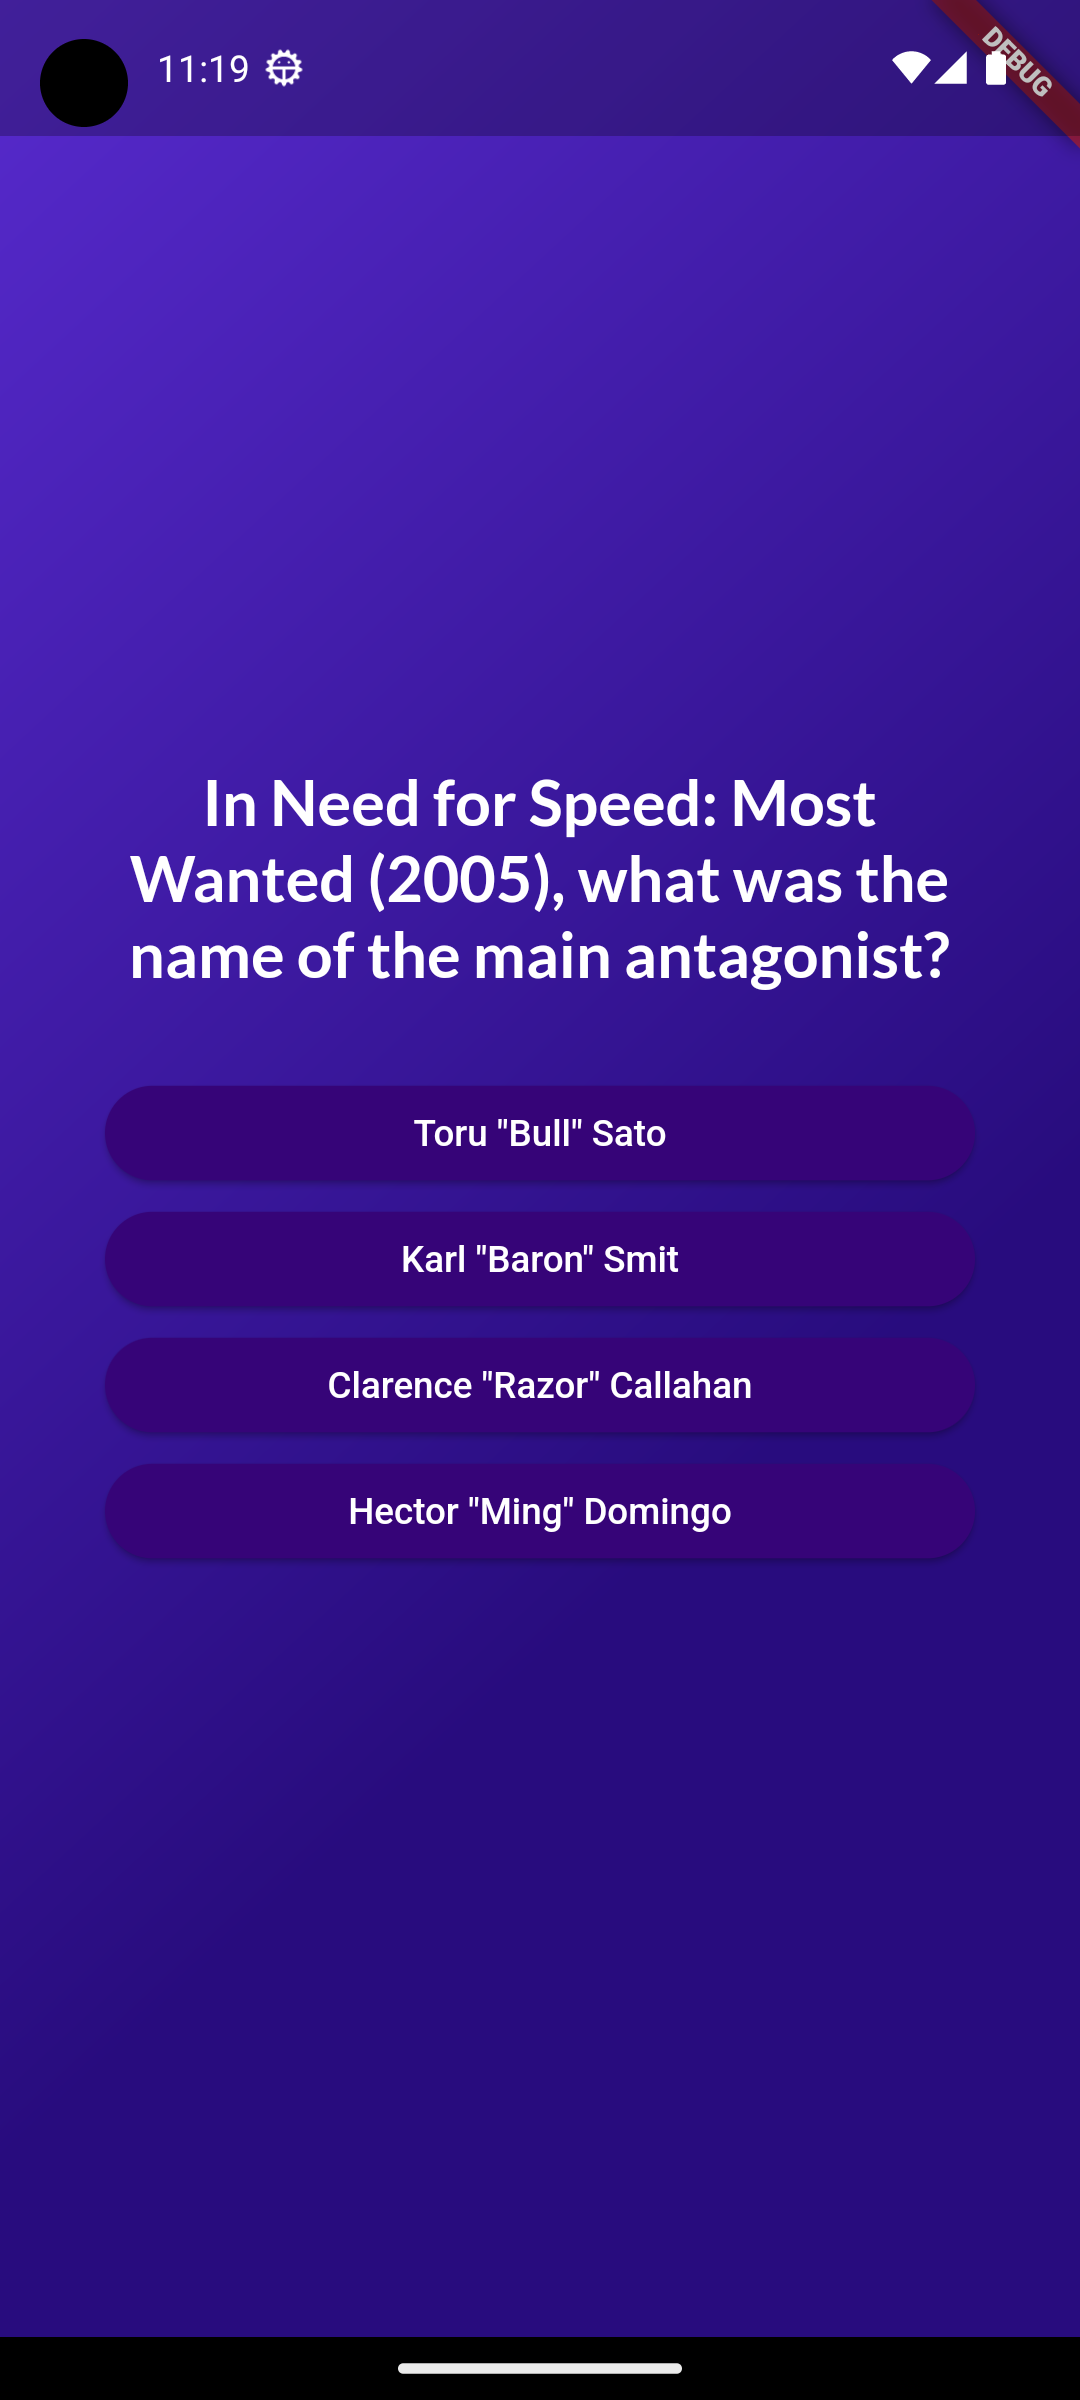 11:19
DEBUG
In Need for Speed: Most
Wanted (2005), what was the
name of the main antagonist?
Toru "Bull" Sato
Karl "Baron" Smit
Clarence "Razor" Callahan
Hector "Ming" Domingo